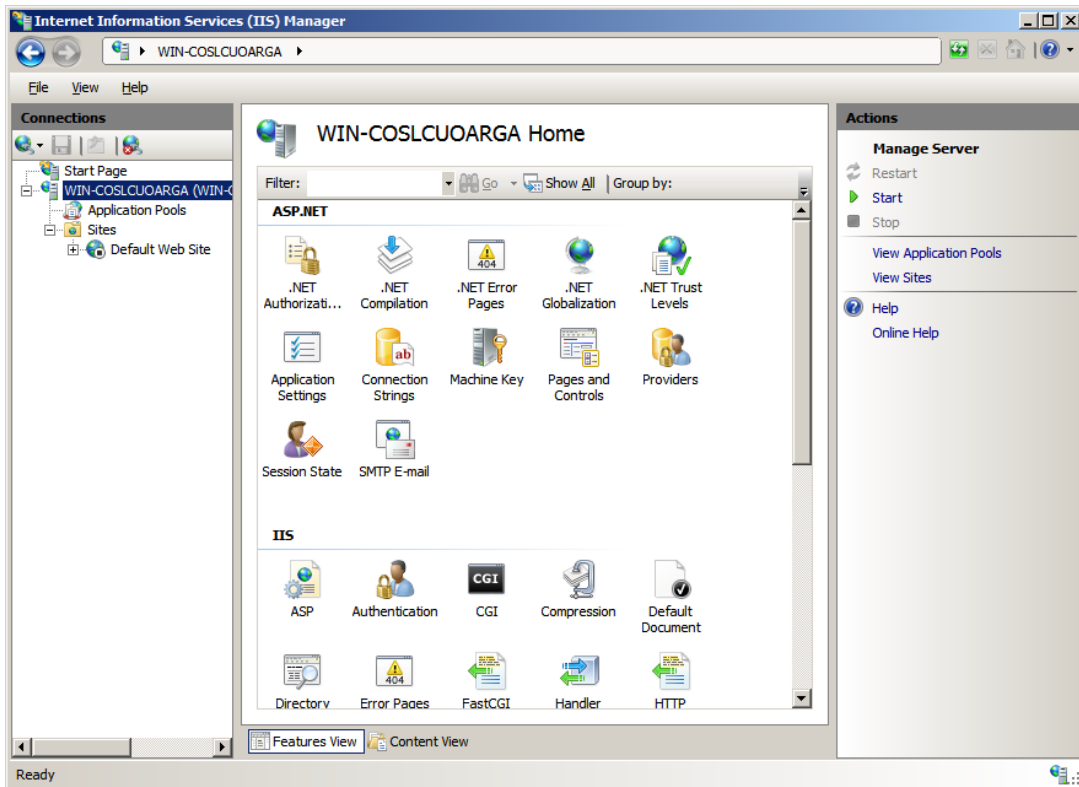 Internet Information Services (IIS) Manager
WIN-COSLCUOARGA
File View Help
Connections
Start Page
WIN-COSLCUOARGA (WIN-C
Application Pools
Sites
Default Web Site
WIN-COSLCUOARGA Home
Filter: Go Show All Group by:
ASP.NET
.NET Authorizati...
.NET Compilation
.NET Error Pages
.NET Globalization
.NET Trust Levels
Application Settings
Connection Strings
Machine Key
Pages and Controls
Providers
Session State
SMTP E-mail
IIS
ASP
Authentication
CGI
Compression
Default Document
Directory
Error Pages
FastCGI
Handler
HTTP
Features View
Content View
Actions
Manage Server
Restart
Start
Stop
View Application Pools
View Sites
Help
Online Help
Ready